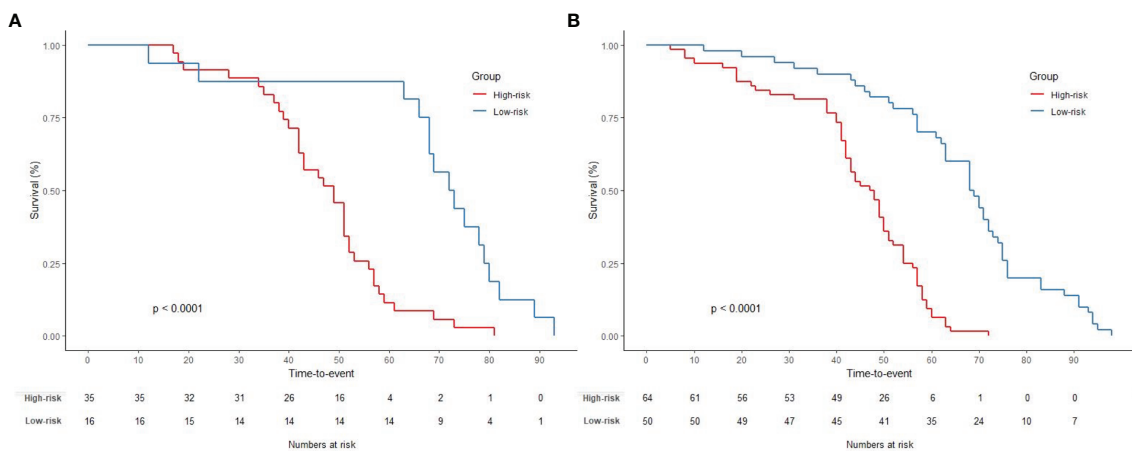 A
1.00
0.75
0.50
0.25
0.00
Survival (%)
Group
High-risk
Low-risk
p < 0.0001
0 10 20 30 40 50 60 70 80 90
Time-to-event
High-risk 35 35 32 31 26 16 4 2 1 0
Low-risk 16 16 15 14 14 14 14 9 4 1
Numbers at risk
B
1.00
0.75
0.50
0.25
0.00
Survival (%)
Group
High-risk
Low-risk
p < 0.0001
0 10 20 30 40 50 60 70 80 90
Time-to-event
High-risk 64 61 56 53 49 26 6 1 0 0
Low-risk 50 50 49 47 45 41 35 24 10 7
Numbers at risk